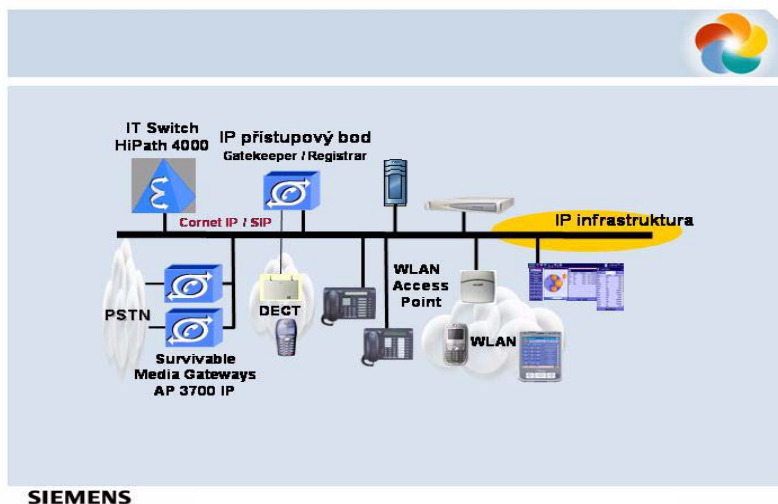 IT Switch
HiPath 4000
IP přístupový bod
Gatekeeper / Registrar
Cornet IP / SIP
IP infrastruktura
PSTN
DECT
WLAN
Access
Point
WLAN
Survivable
Media Gateways
AP 3700 IP
SIEMENS